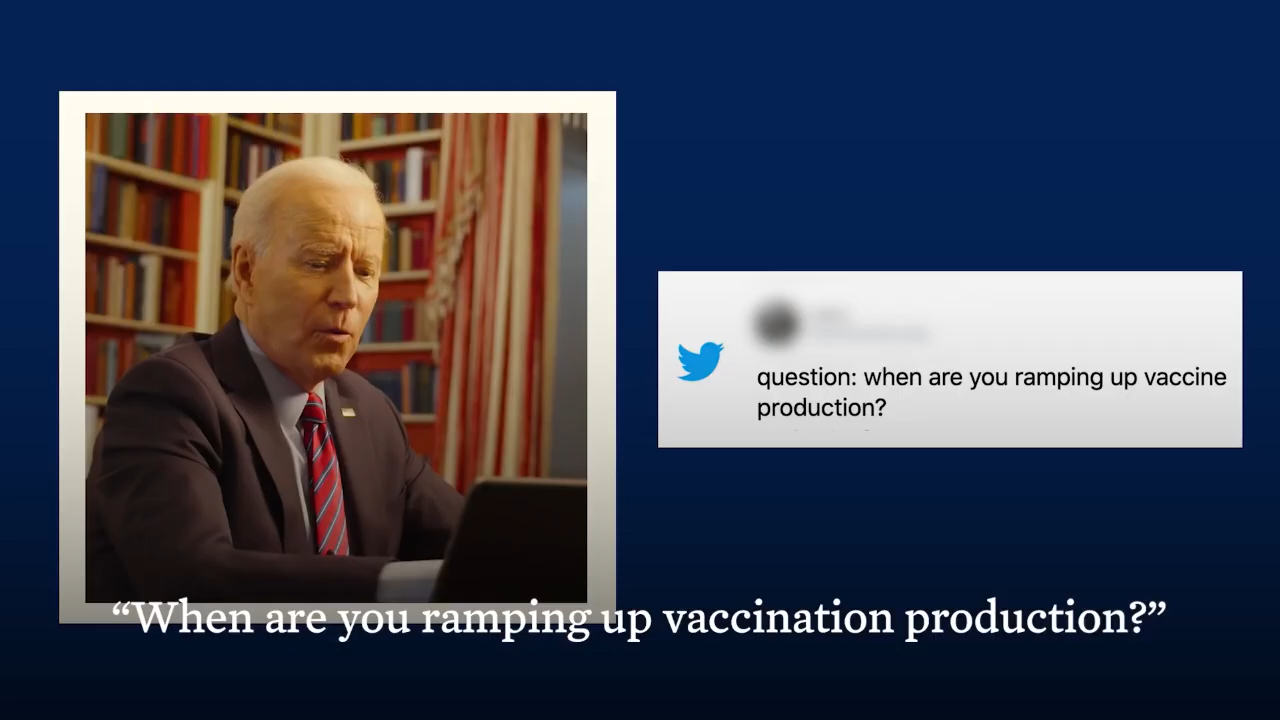 question: when are you ramping up vaccine
production?
“When are you ramping up vaccination production?”